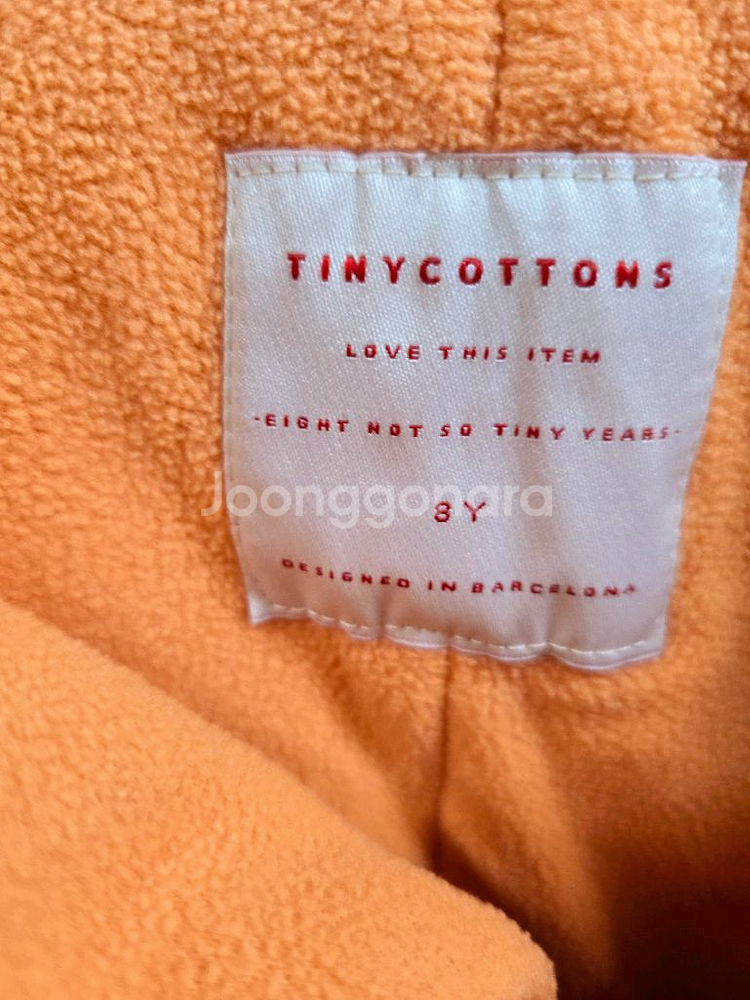 TINYCOTTONS
LOVE THIS ITEM
-EIGHT NOT SO TINY YEARS-
Joonggonara
8Y
DESIGNED IN BARCELONA